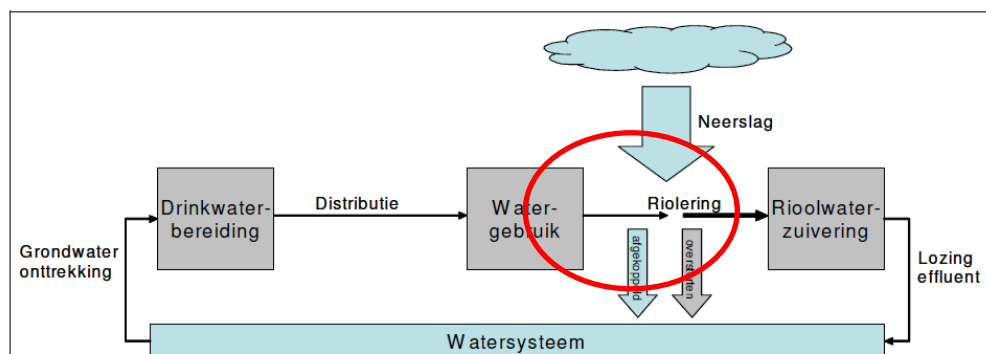 Neerslag
Drinkwater-
bereiding
Distributie
Water-
gebruik
Riolering
Rioolwater-
zuivering
Grondwater
onttrekking
afgekoppeld
overstorten
Lozing
effluent
Watersysteem